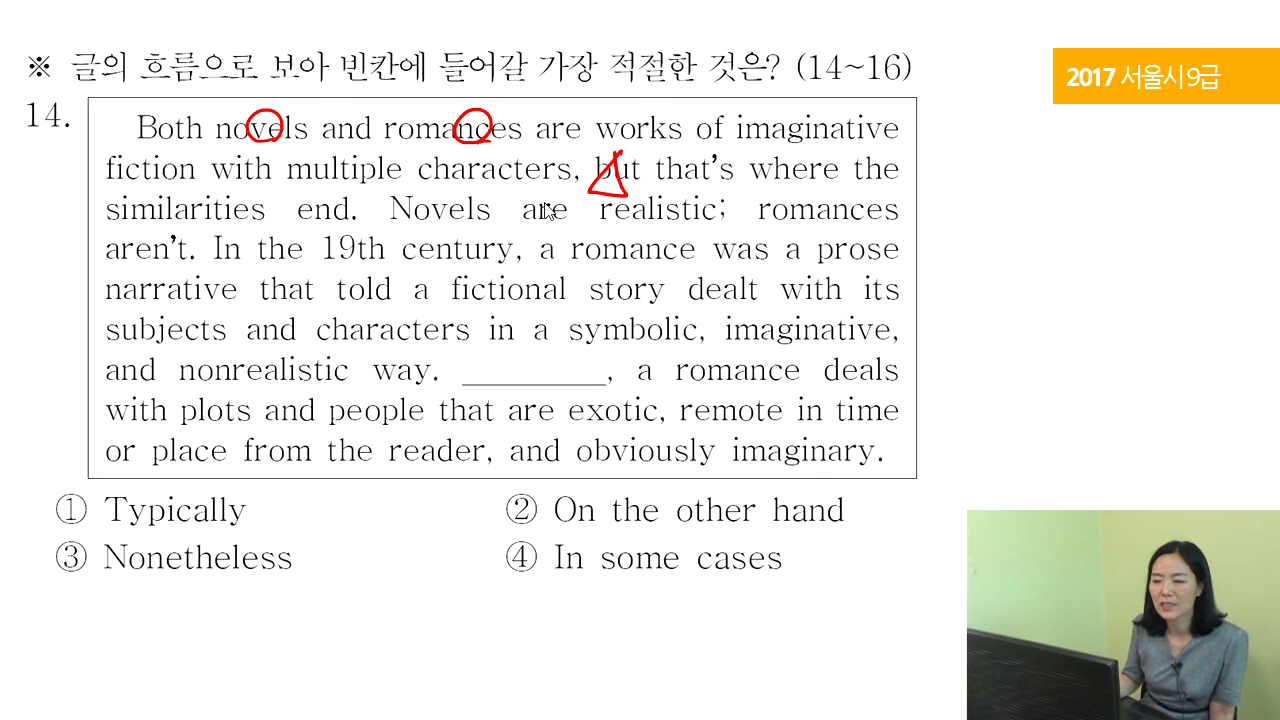 ※ 글의 흐름으로 보아 빈칸에 들어갈 가장 적절한 것은? (14~16)
2017 서울시 9급
14.
Both novels and romances are works of imaginative
fiction with multiple characters, but that's where the
similarities end. Novels are realistic; romances
aren't. In the 19th century, a romance was a prose
narrative that told a fictional story dealt with its
subjects and characters in a symbolic, imaginative,
and nonrealistic way. ________, a romance deals
with plots and people that are exotic, remote in time
or place from the reader, and obviously imaginary.
① Typically
② On the other hand
③ Nonetheless
④ In some cases